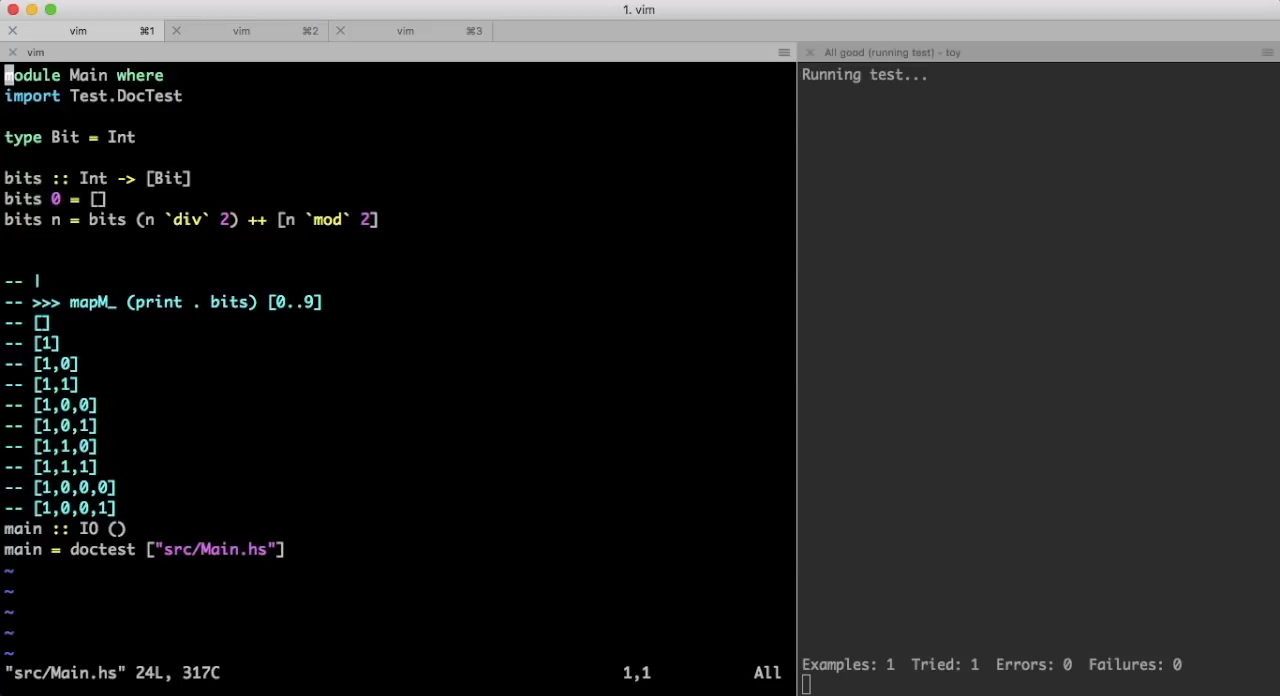 1. vim
vim ⌘1 vim ⌘2 vim ⌘3
vim
module Main where
import Test.DocTest
type Bit = Int
bits :: Int -> [Bit]
bits 0 = []
bits n = bits (n `div` 2) ++ [n `mod` 2]
-- |
-- >>> mapM_ (print . bits) [0..9]
-- []
-- [1]
-- [1,0]
-- [1,1]
-- [1,0,0]
-- [1,0,1]
-- [1,1,0]
-- [1,1,1]
-- [1,0,0,0]
-- [1,0,0,1]
main :: IO ()
main = doctest ["src/Main.hs"]
~
~
~
~
~
"src/Main.hs" 24L, 317C 1,1 All
All good (running test) - toy
Running test...
Examples: 1 Tried: 1 Errors: 0 Failures: 0